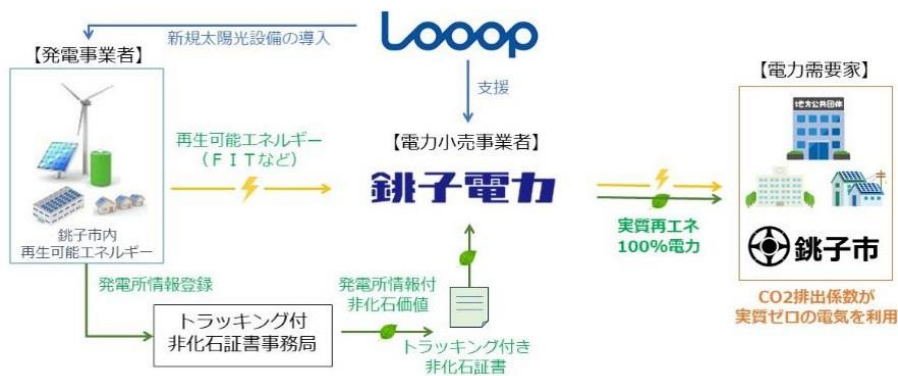 Looop
新規太陽光設備の導入
【発電事業者】
支援
【電力需要家】
地方公共団体
再生可能エネルギー
（ＦＩＴなど）
【電力小売事業者】
銚子電力
実質再エネ
100%電力
銚子市内
再生可能エネルギー
銚子市
発電所情報登録
発電所情報付
非化石価値
CO2排出係数が
実質ゼロの電気を利用
トラッキング付
非化石証書事務局
トラッキング付き
非化石証書